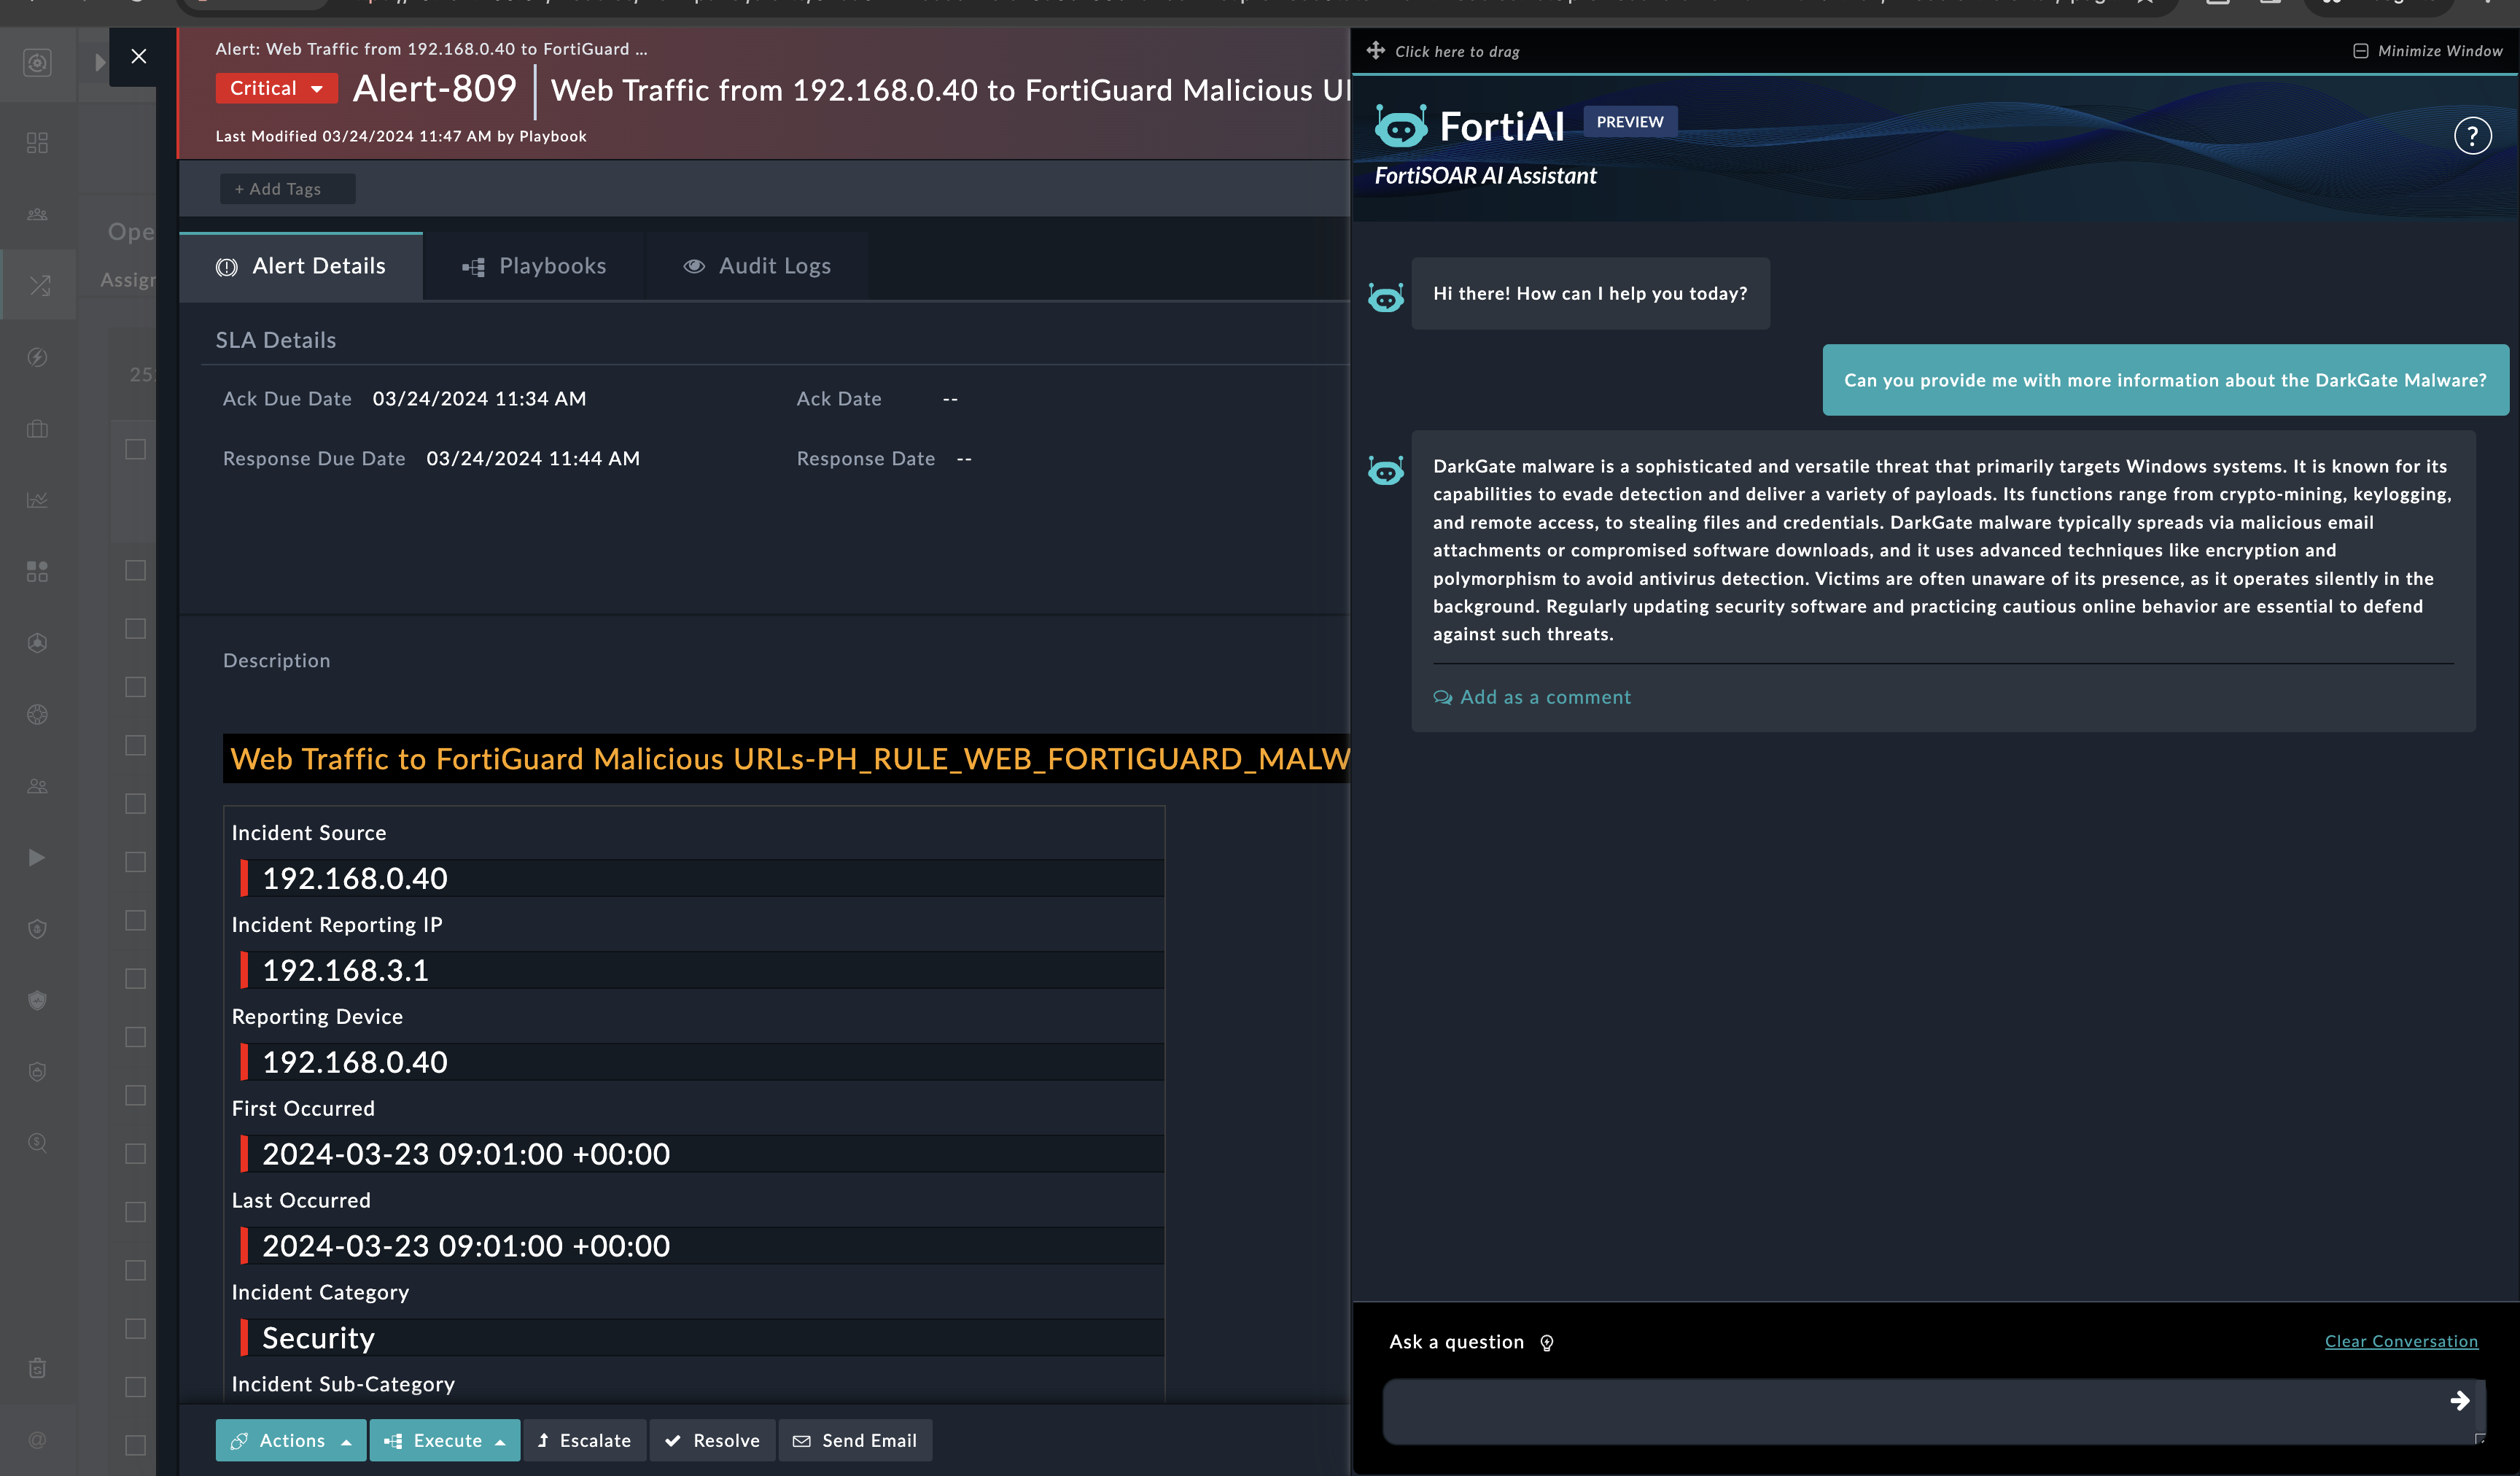 Alert: Web Traffic from 192.168.0.40 to FortiGuard ...
Critical
Alert-809
Web Traffic from 192.168.0.40 to FortiGuard Malicious
Last Modified 03/24/2024 11:47 AM by Playbook
+ Add Tags
Alert Details
Playbooks
Audit Logs
SLA Details
Ack Due Date 03/24/2024 11:34 AM
Ack Date --
Response Due Date 03/24/2024 11:44 AM
Response Date --
Description
Web Traffic to FortiGuard Malicious URLs-PH_RULE_WEB_FORTIGUARD_MALW
Incident Source
192.168.0.40
Incident Reporting IP
192.168.3.1
Reporting Device
192.168.0.40
First Occurred
2024-03-23 09:01:00 +00:00
Last Occurred
2024-03-23 09:01:00 +00:00
Incident Category
Security
Incident Sub-Category
Actions
Execute
Escalate
Resolve
Send Email
Ope
Assigr
25
Click here to drag
Minimize Window
FortiAI
PREVIEW
FortiSOAR AI Assistant
?
Hi there! How can I help you today?
Can you provide me with more information about the DarkGate Malware?
DarkGate malware is a sophisticated and versatile threat that primarily targets Windows systems. It is known for its
capabilities to evade detection and deliver a variety of payloads. Its functions range from crypto-mining, keylogging,
and remote access, to stealing files and credentials. DarkGate malware typically spreads via malicious email
attachments or compromised software downloads, and it uses advanced techniques like encryption and
polymorphism to avoid antivirus detection. Victims are often unaware of its presence, as it operates silently in the
background. Regularly updating security software and practicing cautious online behavior are essential to defend
against such threats.
Add as a comment
Ask a question
Clear Conversation